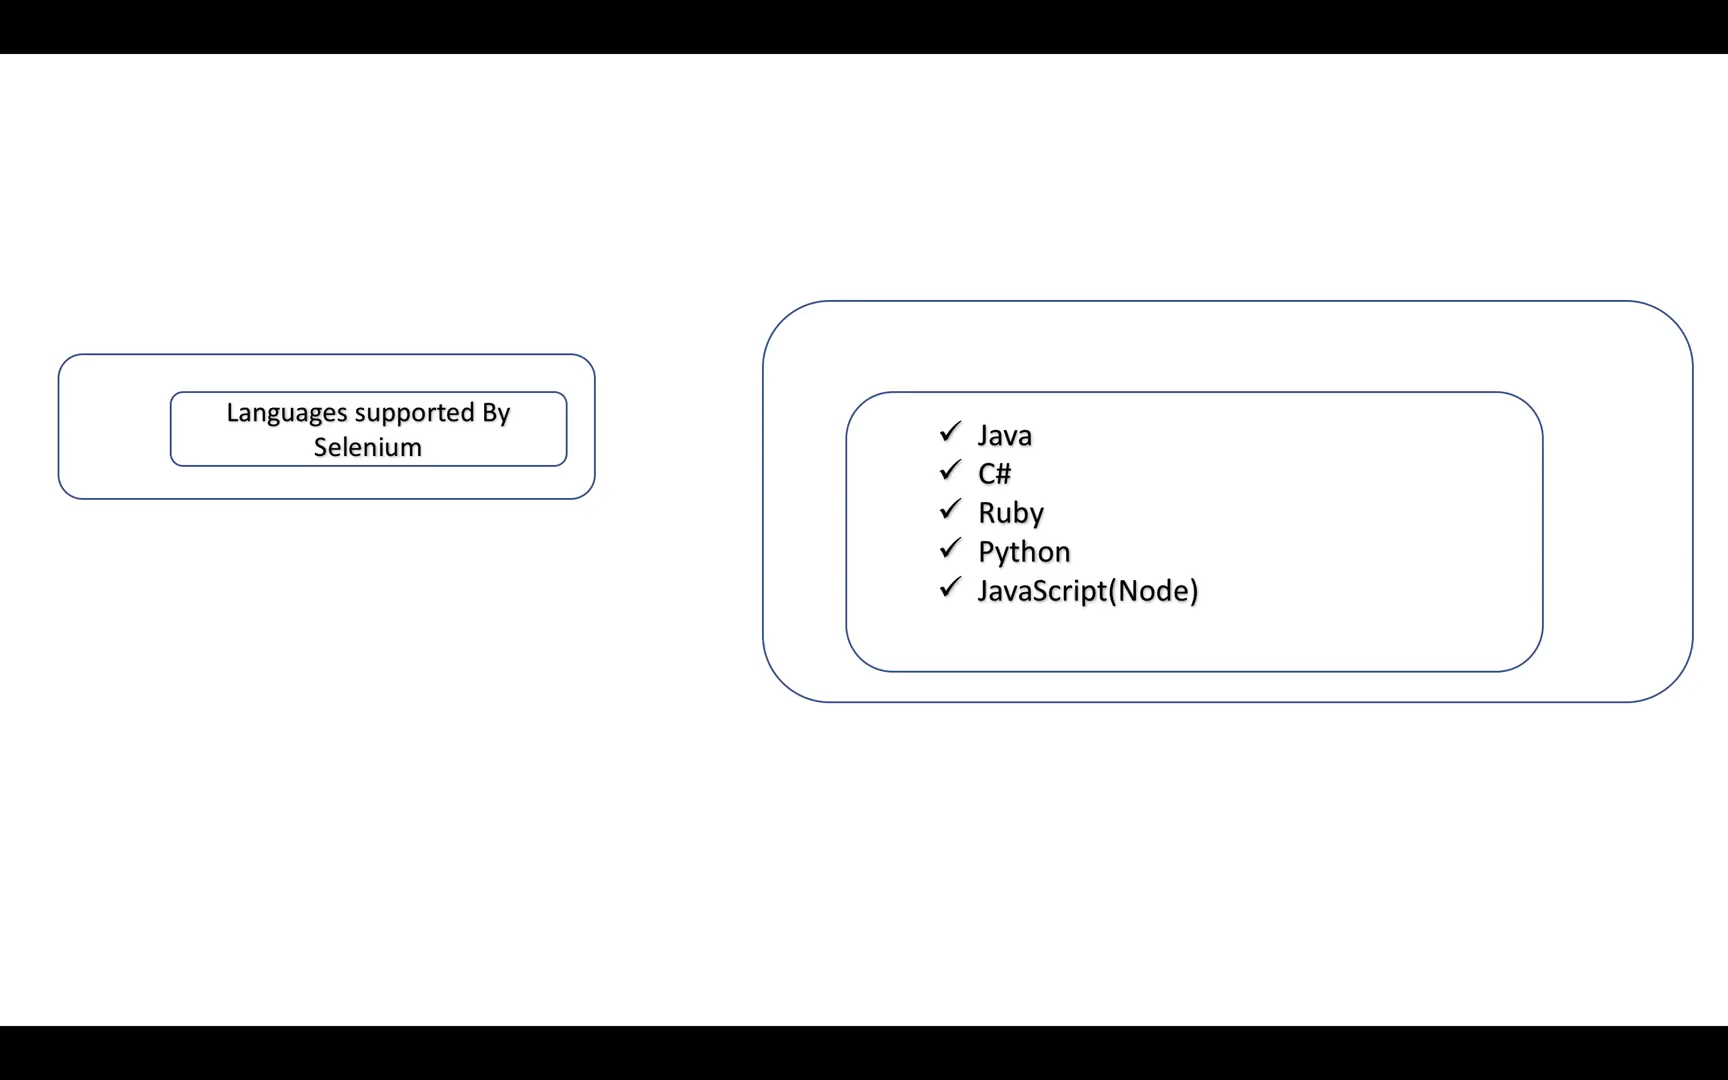 Languages supported By
Selenium
✓ Java
✓ C#
✓ Ruby
✓ Python
✓ JavaScript(Node)